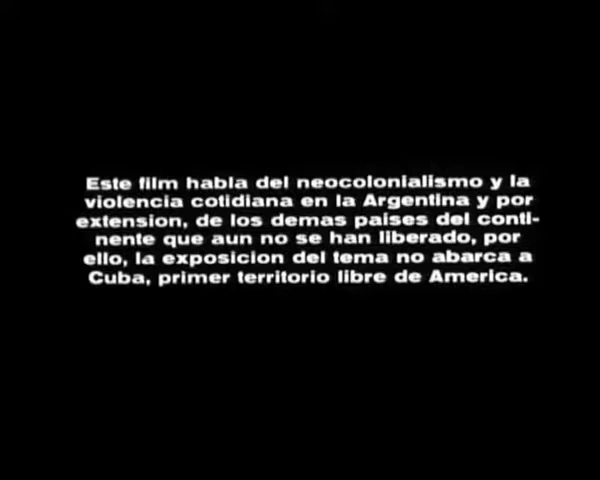 Este film habla del neocolonialismo y la
violencia cotidiana en la Argentina y por
extension, de los demas paises del conti-
nente que aun no se han liberado, por
ello, la exposicion del tema no abarca a
Cuba, primer territorio libre de America.